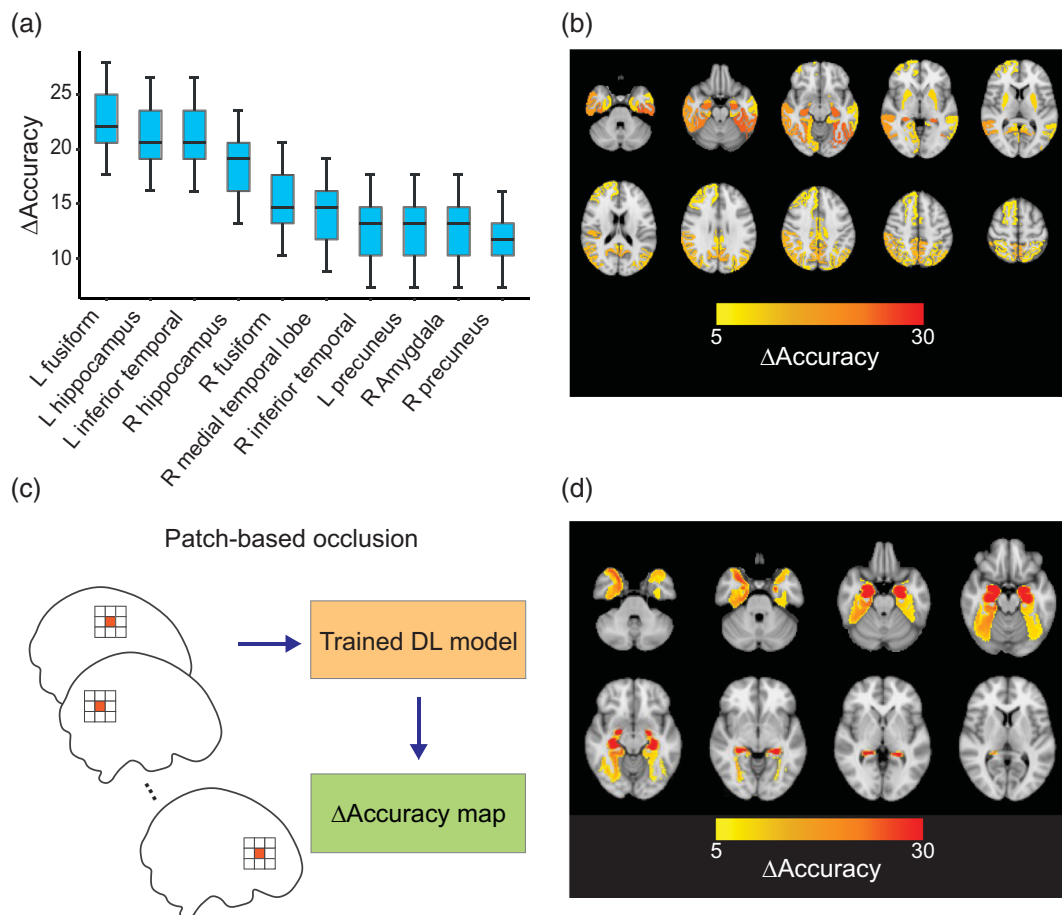 (a)
ΔAccuracy
25
20
15
10
L fusiform
L hippocampus
L inferior temporal
R hippocampus
R fusiform
R medial temporal lobe
R inferior temporal
L precuneus
R Amygdala
R precuneus
(b)
5
30
ΔAccuracy
(c)
Patch-based occlusion
Trained DL model
ΔAccuracy map
(d)
5
30
ΔAccuracy